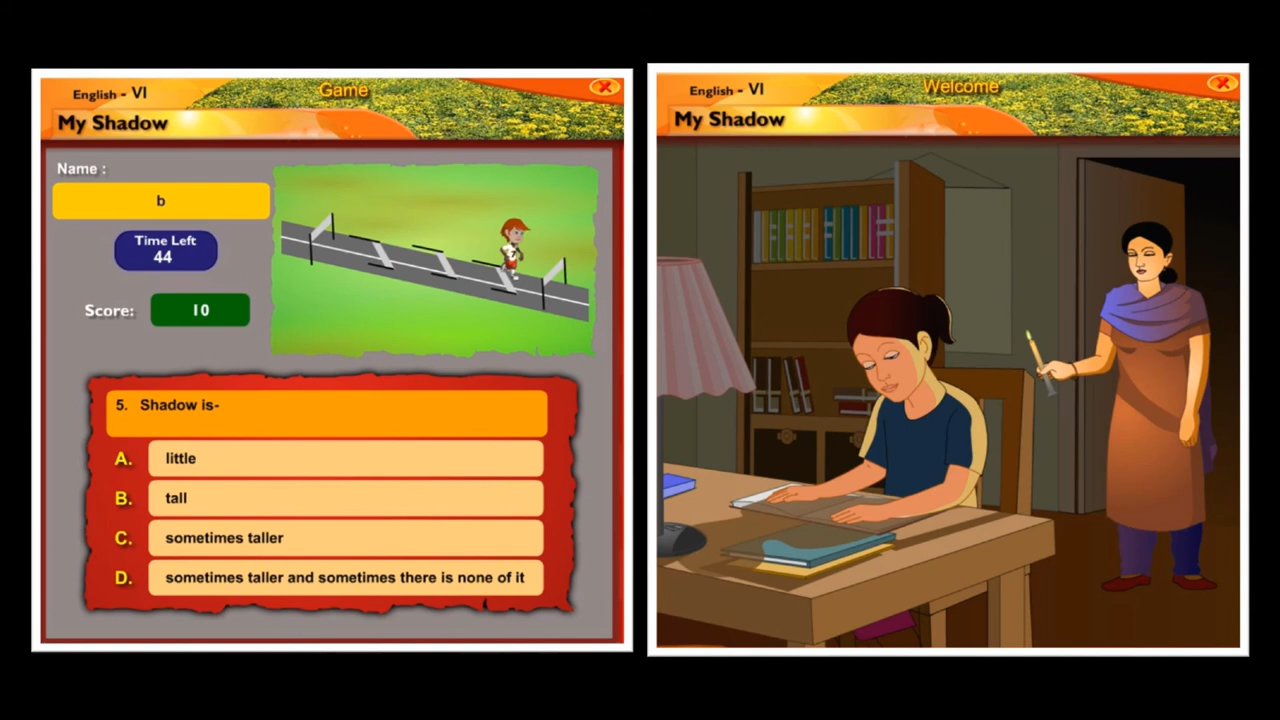 English - VI
Game
My Shadow
Name :
b
Time Left
44
Score:
10
5. Shadow is-
A. little
B. tall
C. sometimes taller
D. sometimes taller and sometimes there is none of it
English - VI
Welcome
My Shadow